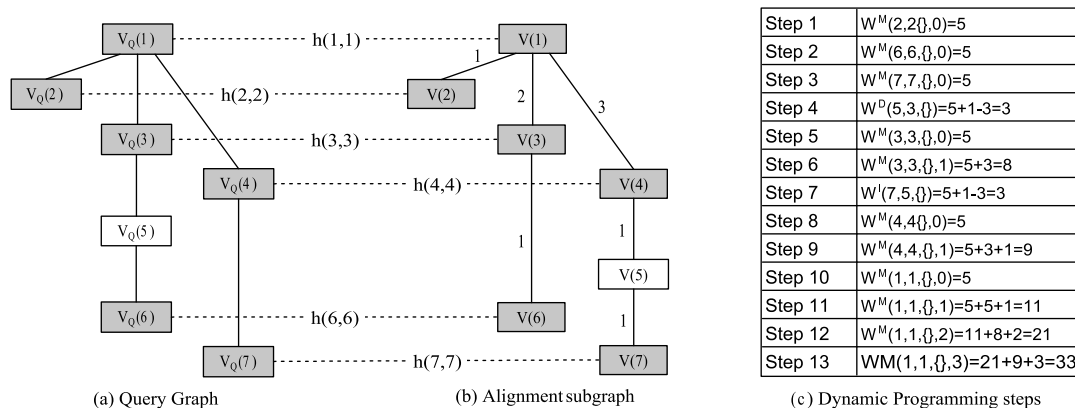 V_Q(1)
h(1,1)
V(1)
1
V_Q(2)
h(2,2)
V(2)
2
3
V_Q(3)
h(3,3)
V(3)
V_Q(4)
h(4,4)
V(4)
V_Q(5)
1
1
V(5)
V_Q(6)
h(6,6)
V(6)
1
V_Q(7)
h(7,7)
V(7)
(a) Query Graph
(b) Alignment subgraph
Step 1 W^M(2,2{},0)=5
Step 2 W^M(6,6,{},0)=5
Step 3 W^M(7,7,{},0)=5
Step 4 W^D(5,3,{})=5+1-3=3
Step 5 W^M(3,3,{},0)=5
Step 6 W^M(3,3,{},1)=5+3=8
Step 7 W^I(7,5,{})=5+1-3=3
Step 8 W^M(4,4{},0)=5
Step 9 W^M(4,4,{},1)=5+3+1=9
Step 10 W^M(1,1,{},0)=5
Step 11 W^M(1,1,{},1)=5+5+1=11
Step 12 W^M(1,1,{},2)=11+8+2=21
Step 13 WM(1,1,{},3)=21+9+3=33
(c) Dynamic Programming steps